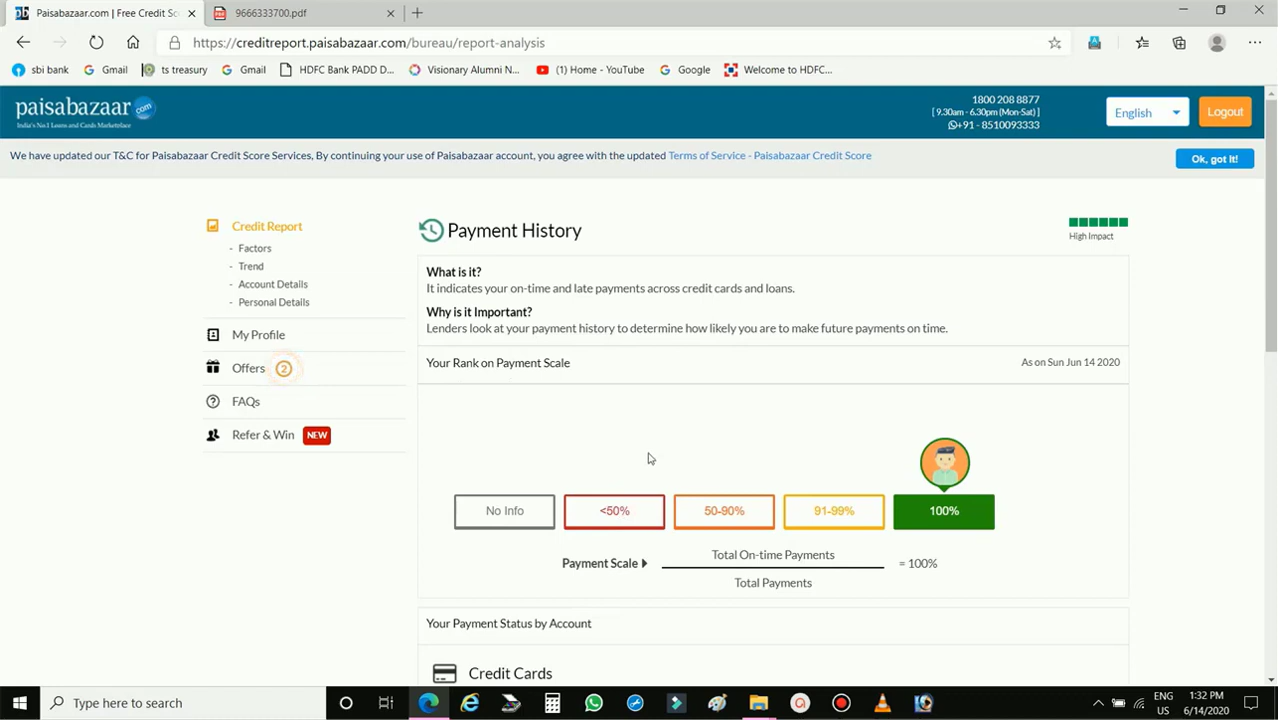 Paisabazaar.com | Free Credit Sc
9666333700.pdf
https://creditreport.paisabazaar.com/bureau/report-analysis
sbi bank
Gmail
ts treasury
Gmail
HDFC Bank PADD D...
Visionary Alumni N...
(1) Home - YouTube
Google
Welcome to HDFC...
paisabazaar.com
India's No.1 Loans and Cards Marketplace
1800 208 8877
[ 9.30am - 6.30pm (Mon-Sat) ]
+91 - 8510093333
English
Logout
We have updated our T&C for Paisabazaar Credit Score Services, By continuing your use of Paisabazaar account, you agree with the updated Terms of Service - Paisabazaar Credit Score
Ok, got It!
Credit Report
- Factors
- Trend
- Account Details
- Personal Details
My Profile
Offers 2
FAQs
Refer & Win NEW
Payment History
High Impact
What is it?
It indicates your on-time and late payments across credit cards and loans.
Why is it Important?
Lenders look at your payment history to determine how likely you are to make future payments on time.
Your Rank on Payment Scale
As on Sun Jun 14 2020
No Info
<50%
50-90%
91-99%
100%
Total On-time Payments
Payment Scale
= 100%
Total Payments
Your Payment Status by Account
Credit Cards
Type here to search
ENG
US
1:32 PM
6/14/2020